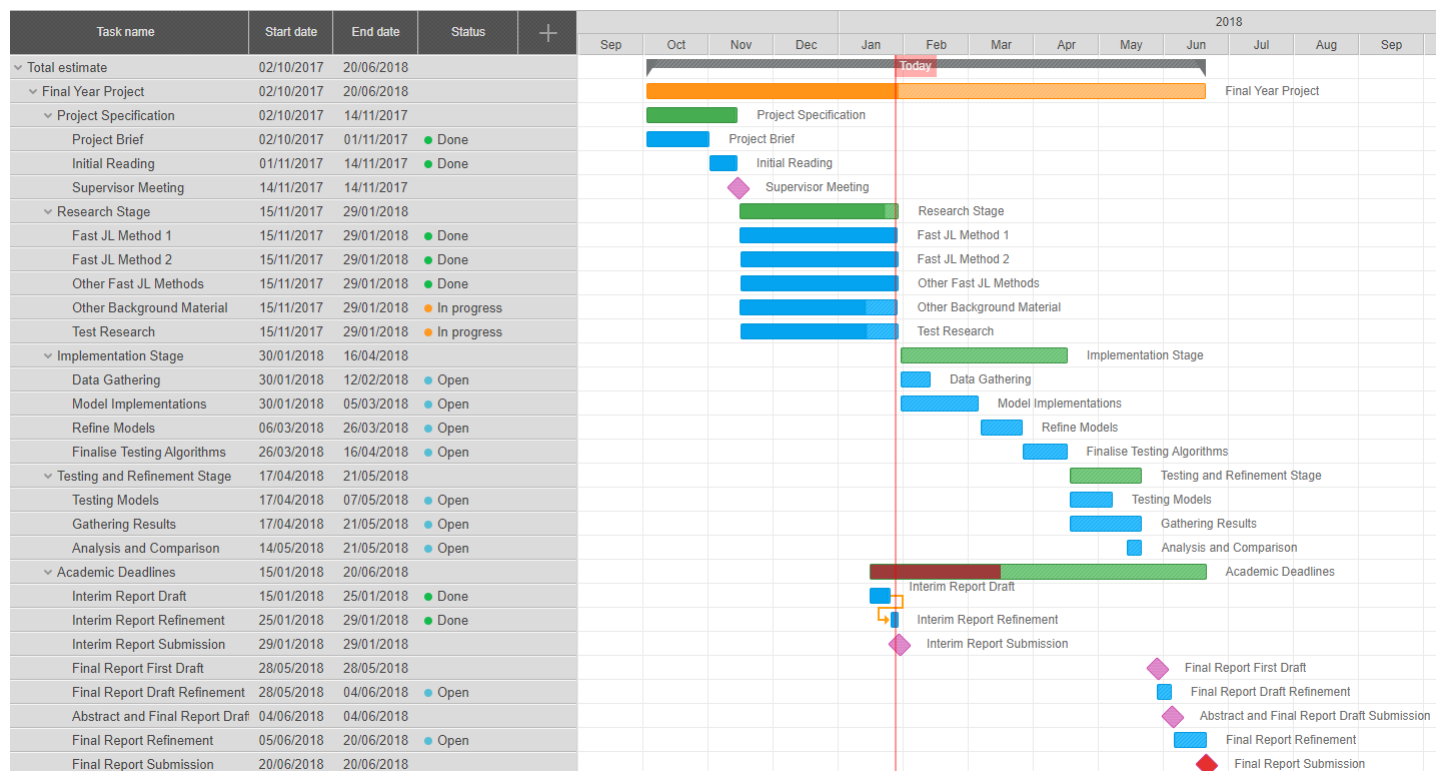 Task name Start date End date Status 2018
Sep Oct Nov Dec Jan Feb Mar Apr May Jun Jul Aug Sep
Total estimate 02/10/2017 20/06/2018 Today
Final Year Project 02/10/2017 20/06/2018 Final Year Project
Project Specification 02/10/2017 14/11/2017 Project Specification
Project Brief 02/10/2017 01/11/2017 Done Project Brief
Initial Reading 01/11/2017 14/11/2017 Done Initial Reading
Supervisor Meeting 14/11/2017 14/11/2017 Supervisor Meeting
Research Stage 15/11/2017 29/01/2018 Research Stage
Fast JL Method 1 15/11/2017 29/01/2018 Done Fast JL Method 1
Fast JL Method 2 15/11/2017 29/01/2018 Done Fast JL Method 2
Other Fast JL Methods 15/11/2017 29/01/2018 Done Other Fast JL Methods
Other Background Material 15/11/2017 29/01/2018 In progress Other Background Material
Test Research 15/11/2017 29/01/2018 In progress Test Research
Implementation Stage 30/01/2018 16/04/2018 Implementation Stage
Data Gathering 30/01/2018 12/02/2018 Open Data Gathering
Model Implementations 30/01/2018 05/03/2018 Open Model Implementations
Refine Models 06/03/2018 26/03/2018 Open Refine Models
Finalise Testing Algorithms 26/03/2018 16/04/2018 Open Finalise Testing Algorithms
Testing and Refinement Stage 17/04/2018 21/05/2018 Testing and Refinement Stage
Testing Models 17/04/2018 07/05/2018 Open Testing Models
Gathering Results 17/04/2018 21/05/2018 Open Gathering Results
Analysis and Comparison 14/05/2018 21/05/2018 Open Analysis and Comparison
Academic Deadlines 15/01/2018 20/06/2018 Academic Deadlines
Interim Report Draft 15/01/2018 25/01/2018 Done Interim Report Draft
Interim Report Refinement 25/01/2018 29/01/2018 Done Interim Report Refinement
Interim Report Submission 29/01/2018 29/01/2018 Interim Report Submission
Final Report First Draft 28/05/2018 28/05/2018 Final Report First Draft
Final Report Draft Refinement 28/05/2018 04/06/2018 Open Final Report Draft Refinement
Abstract and Final Report Draft 04/06/2018 04/06/2018 Abstract and Final Report Draft Submission
Final Report Refinement 05/06/2018 20/06/2018 Open Final Report Refinement
Final Report Submission 20/06/2018 20/06/2018 Final Report Submission